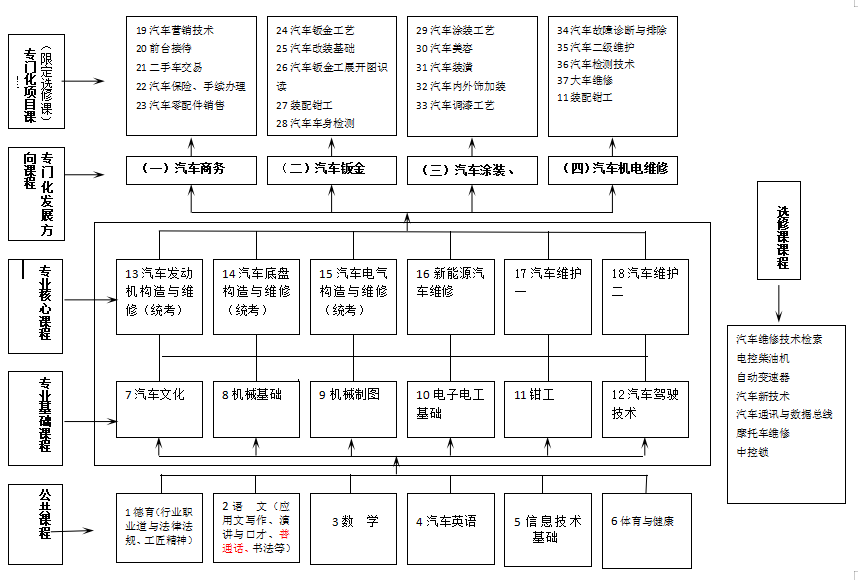 （限定选修课）
专门化项目课
19 汽车营销技术
20 前台接待
21 二手车交易
22 汽车保险、手续办理
23 汽车零配件销售
24 汽车钣金工艺
25 汽车改装基础
26 汽车钣金工展开图识
读
27 装配钳工
28 汽车车身检测
29 汽车涂装工艺
30 汽车美容
31 汽车装潢
32 汽车内外饰加装
33 汽车调漆工艺
34 汽车故障诊断与排除
35 汽车二级维护
36 汽车检测技术
37 大车维修
11 装配钳工
专门化发展方
向课程
（一）汽车商务
（二）汽车钣金
（三）汽车涂装、
（四）汽车机电维修
选修课课程
专业核心课程
13 汽车发动
机构造与维
修（统考）
14 汽车底盘
构造与维修
（统考）
15 汽车电气
构造与维修
（统考）
16 新能源汽
车维修
17 汽车维护
一
18 汽车维护
二
汽车维修技术检素
电控柴油机
自动变速器
汽车新技术
汽车通讯与数据总线
摩托车维修
中控锁
专业基础课程
7 汽车文化
8 机械基础
9 机械制图
10 电子电工
基础
11 钳工
12 汽车驾驶
技术
公共课程
1 德育（行业职
业道与法律法
规、工匠精神）
2 语 文（应
用文写作、演
讲与口才、普
通话、书法等）
3 数 学
4 汽车英语
5 信息技术
基础
6 体育与健康